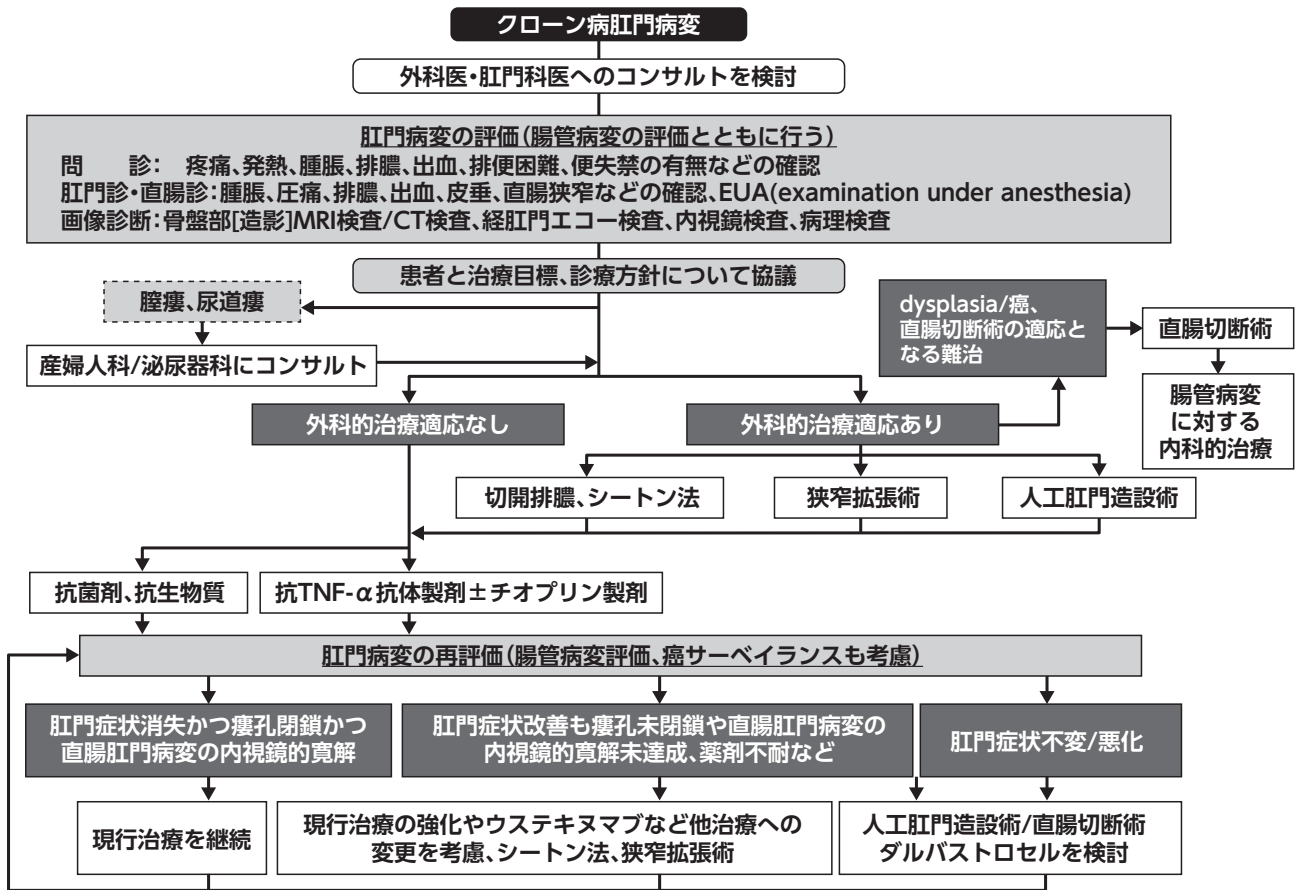 クローン病肛門病変
外科医・肛門科医へのコンサルトを検討
肛門病変の評価(腸管病変の評価とともに行う)
問　　診:　疼痛、発熱、腫脹、排膿、出血、排便困難、便失禁の有無などの確認
肛門診・直腸診:腫脹、圧痛、排膿、出血、皮垂、直腸狭窄などの確認、EUA(examination under anesthesia)
画像診断:骨盤部[造影]MRI検査/CT検査、経肛門エコー検査、内視鏡検査、病理検査
患者と治療目標、診療方針について協議
膣瘻、尿道瘻
産婦人科/泌尿器科にコンサルト
dysplasia/癌、
直腸切断術の適応と
なる難治
直腸切断術
腸管病変
に対する
内科的治療
外科的治療適応なし
外科的治療適応あり
切開排膿、シートン法
狭窄拡張術
人工肛門造設術
抗菌剤、抗生物質
抗TNF-α抗体製剤±チオプリン製剤
肛門病変の再評価(腸管病変評価、癌サーベイランスも考慮)
肛門症状消失かつ瘻孔閉鎖かつ
直腸肛門病変の内視鏡的寛解
肛門症状改善も瘻孔未閉鎖や直腸肛門病変の
内視鏡的寛解未達成、薬剤不耐など
肛門症状不変/悪化
現行治療を継続
現行治療の強化やウステキヌマブなど他治療への
変更を考慮、シートン法、狭窄拡張術
人工肛門造設術/直腸切断術
ダルバストロセルを検討